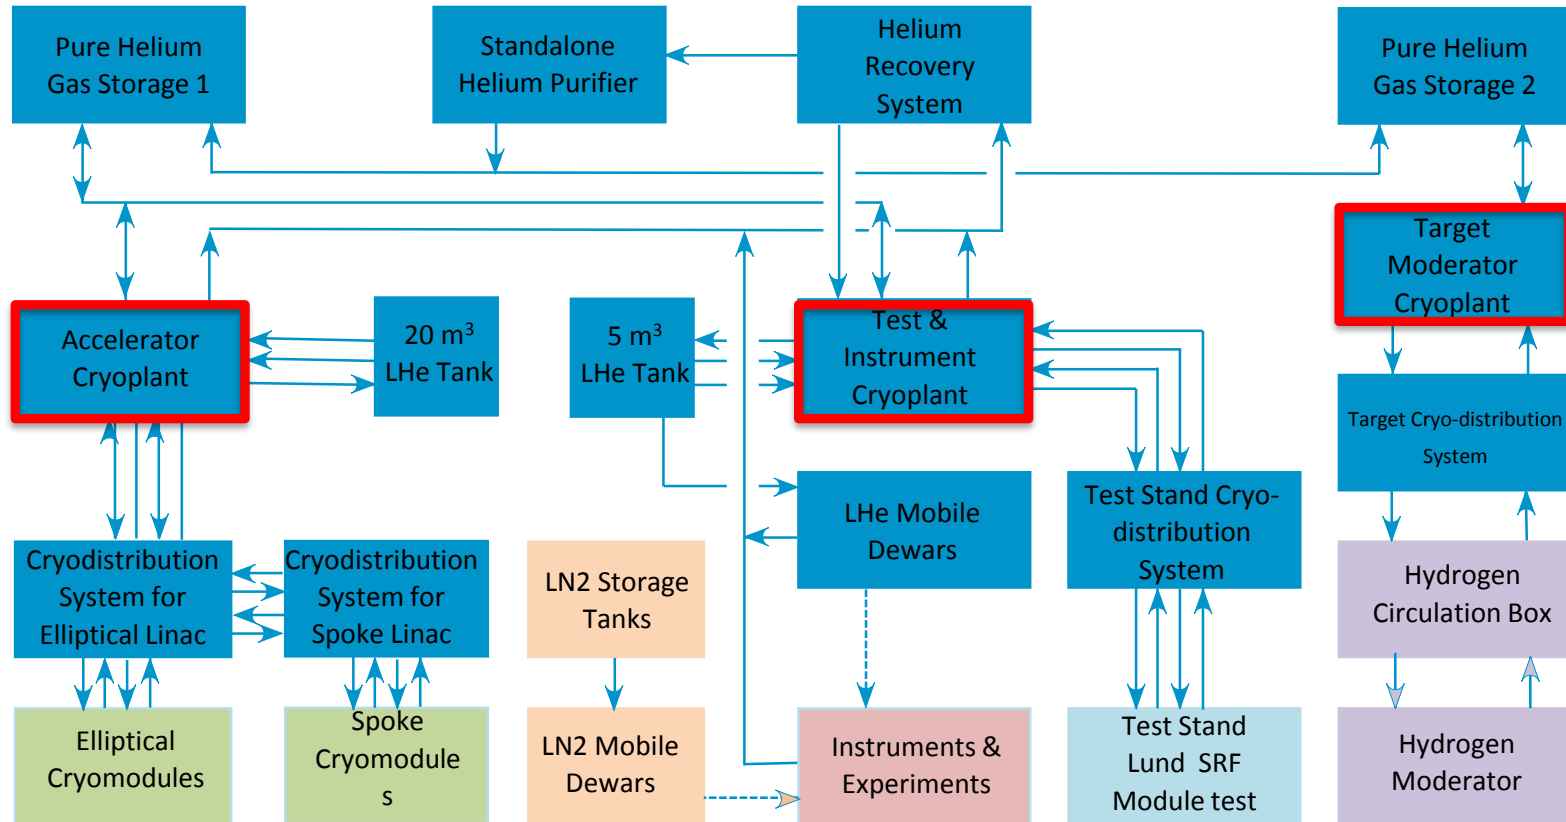 Pure Helium
Gas Storage 1
Standalone
Helium Purifier
Helium
Recovery
System
Pure Helium
Gas Storage 2
Accelerator
Cryoplant
20 m³
LHe Tank
5 m³
LHe Tank
Test &
Instrument
Cryoplant
Target
Moderator
Cryoplant
Target Cryo-distribution
System
Cryodistribution
System for
Elliptical Linac
Cryodistribution
System for
Spoke Linac
LN2 Storage
Tanks
LHe Mobile
Dewars
Test Stand Cryo-
distribution
System
Hydrogen
Circulation Box
Elliptical
Cryomodules
Spoke
Cryomodule
s
LN2 Mobile
Dewars
Instruments &
Experiments
Test Stand
Lund  SRF
Module test
Hydrogen
Moderator